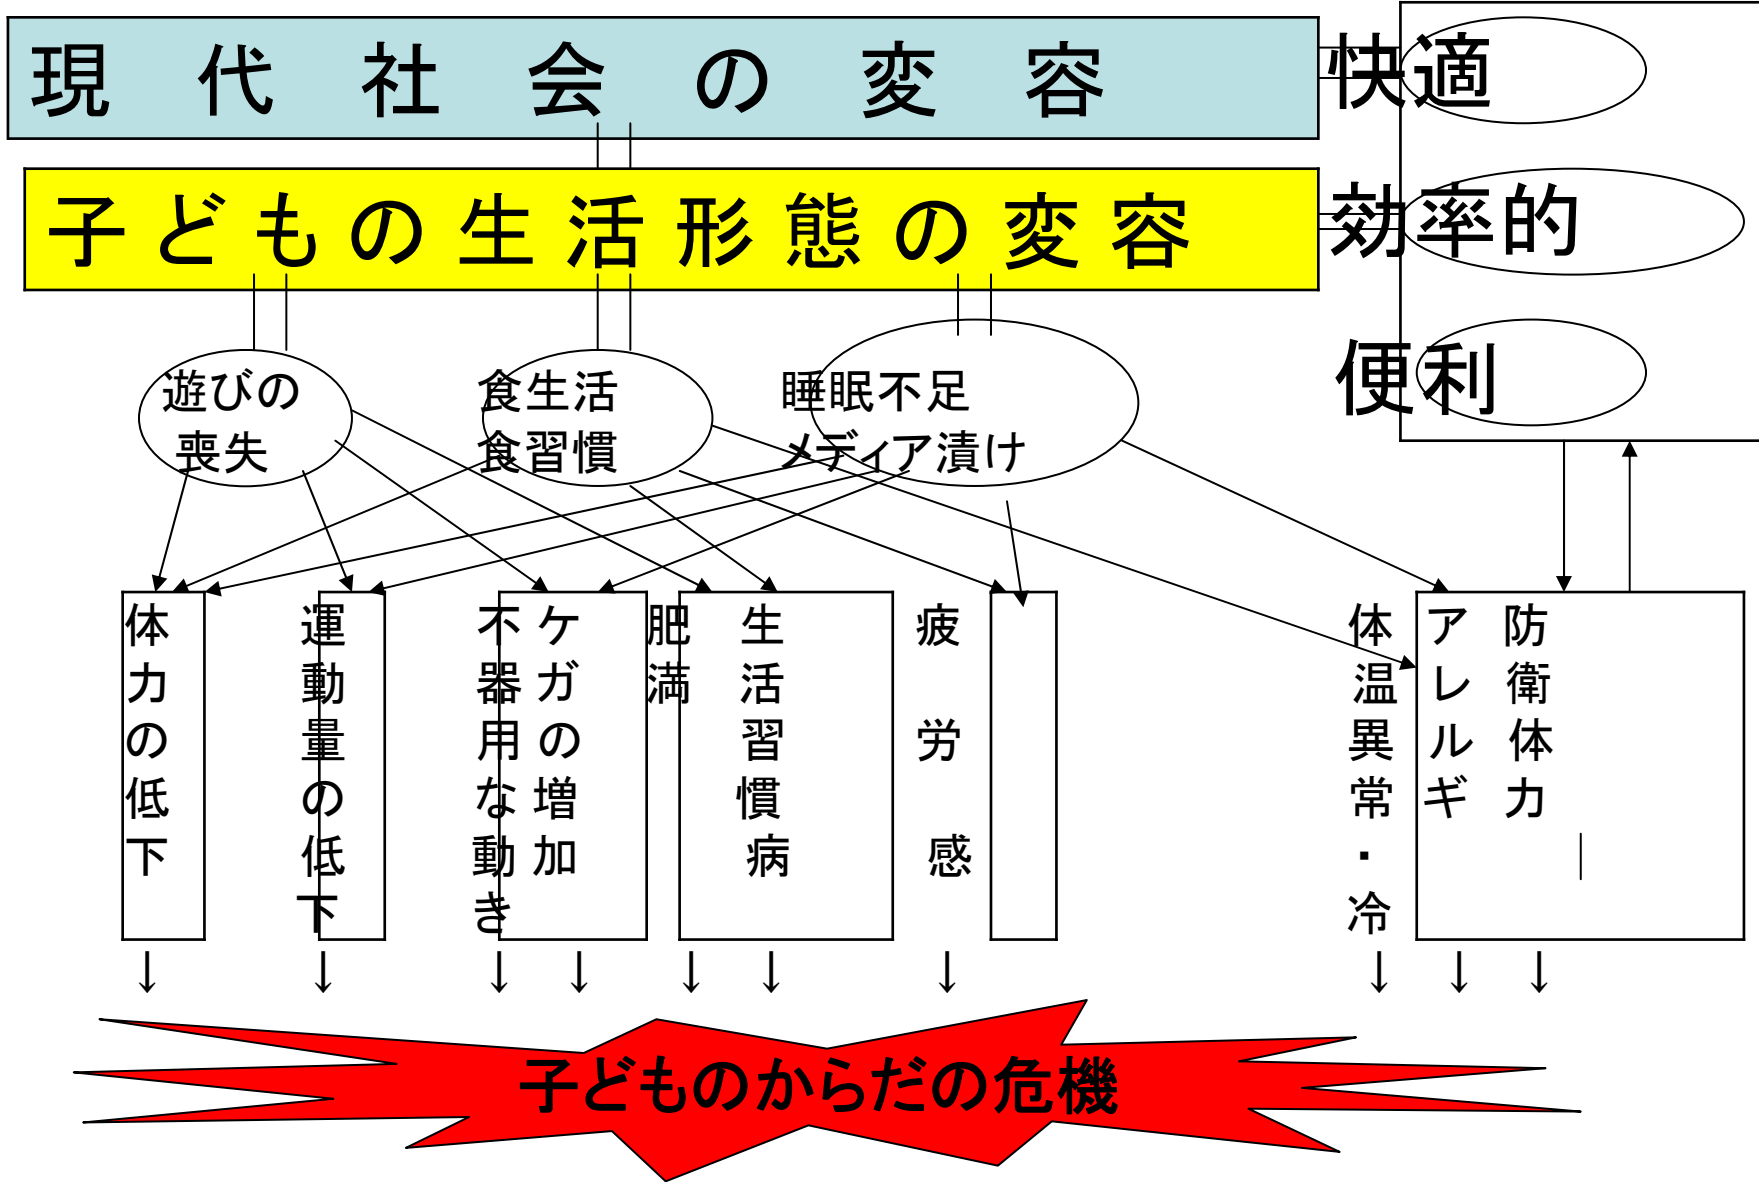 現代社会の変容
快適
子どもの生活形態の変容
効率的
便利
遊びの
喪失
食生活
食習慣
睡眠不足
メディア漬け
体力の低下
運動量の低下
ケガの増加
不器用な動き
肥満
生活習慣病
疲労感
防衛体力
アレルギ
体温異常・冷
↓ ↓ ↓ ↓ ↓ ↓ ↓ ↓ ↓ ↓
子どものからだの危機